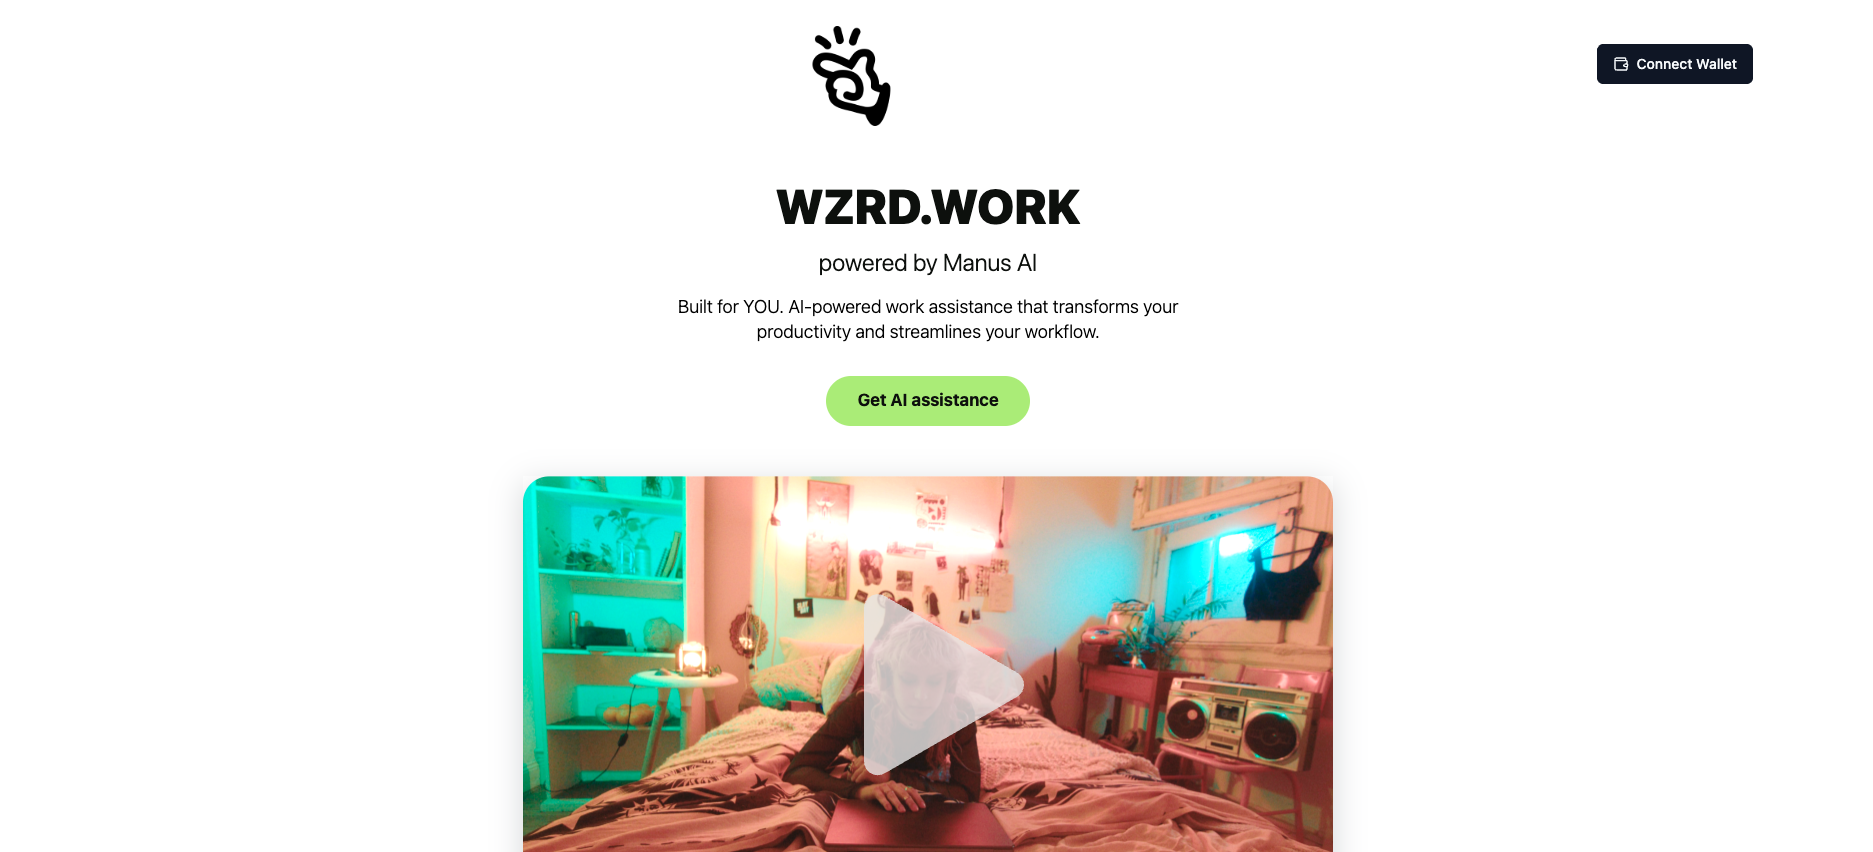 Connect Wallet
WZRD.WORK
powered by Manus AI
Built for YOU. AI-powered work assistance that transforms your
productivity and streamlines your workflow.
Get AI assistance